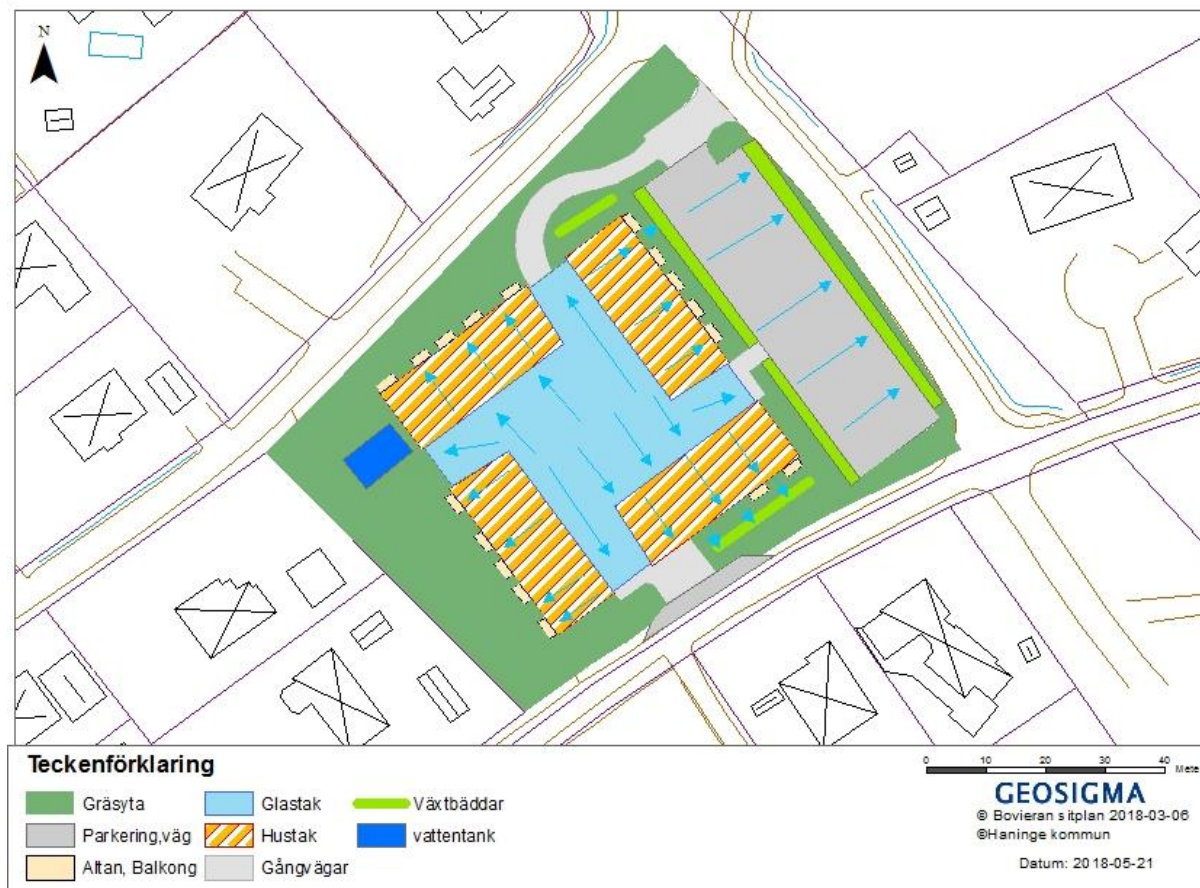 N
Teckenförklaring
Gräsyta
Glastak
Växtbäddar
Parkering,väg
Hustak
vattentank
Altan, Balkong
Gångvägar
0 10 20 30 40
Mete
GEOSIGMA
© Bovieran sitplan 2018-03-06
©Haninge kommun
Datum: 2018-05-21